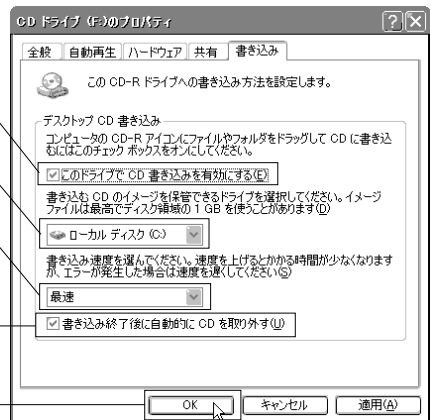 CD ドライブ (F:)のプロパティ
全般 自動再生 ハードウェア 共有 書き込み
この CD-R ドライブへの書き込み方法を設定します。
デスクトップ CD 書き込み
コンピュータの CD-R アイコンにファイルやフォルダをドラッグして CD に書き込
むにはこのチェック ボックスをオンにしてください。
このドライブで CD 書き込みを有効にする(E)
書き込む CD のイメージを保管できるドライブを選択してください。イメージ
ファイルは最高でディスク領域の 1 GB を使うことがあります(D)
ローカル ディスク (C:)
書き込み速度を選んでください。速度を上げるとかかる時間が少なくなります
が、エラーが発生した場合は速度を遅くしてください(S)
最速
書き込み終了後に自動的に CD を取り外す(U)
OK キャンセル 適用(A)